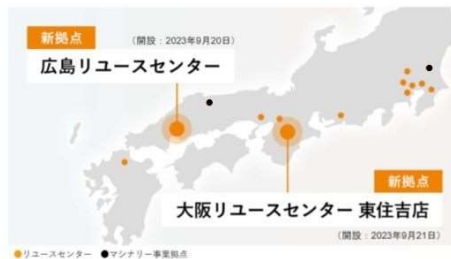 新拠点
（開設：2023年9月20日）
広島リユースセンター
新拠点
大阪リユースセンター 東住吉店
（開設：2023年9月21日）
●リユースセンター ●マシナリー事業拠点